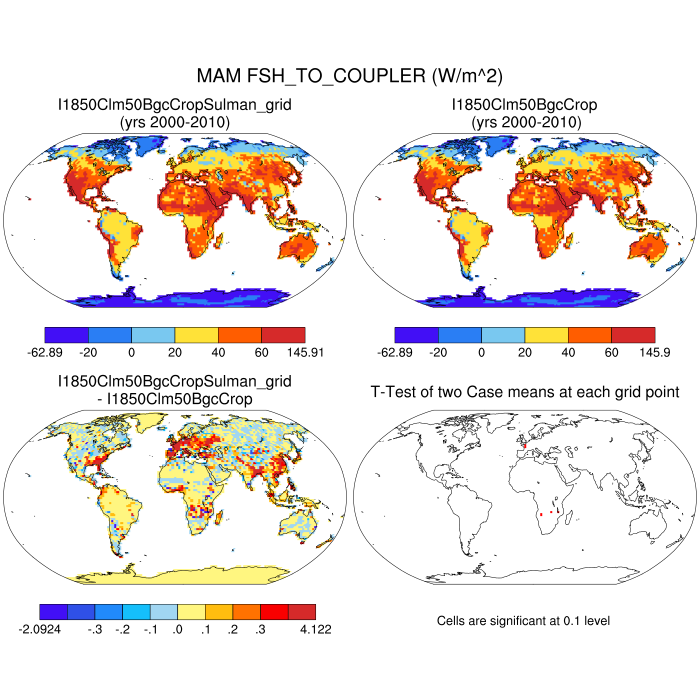 MAM FSH_TO_COUPLER (W/m^2)
I1850Clm50BgcCropSulman_grid
(yrs 2000-2010)
I1850Clm50BgcCrop
(yrs 2000-2010)
-62.89 -20 0 20 40 60 145.91
-62.89 -20 0 20 40 60 145.9
I1850Clm50BgcCropSulman_grid
- I1850Clm50BgcCrop
T-Test of two Case means at each grid point
-2.0924 -.3 -.2 -.1 .0 .1 .2 .3 4.122
Cells are significant at 0.1 level